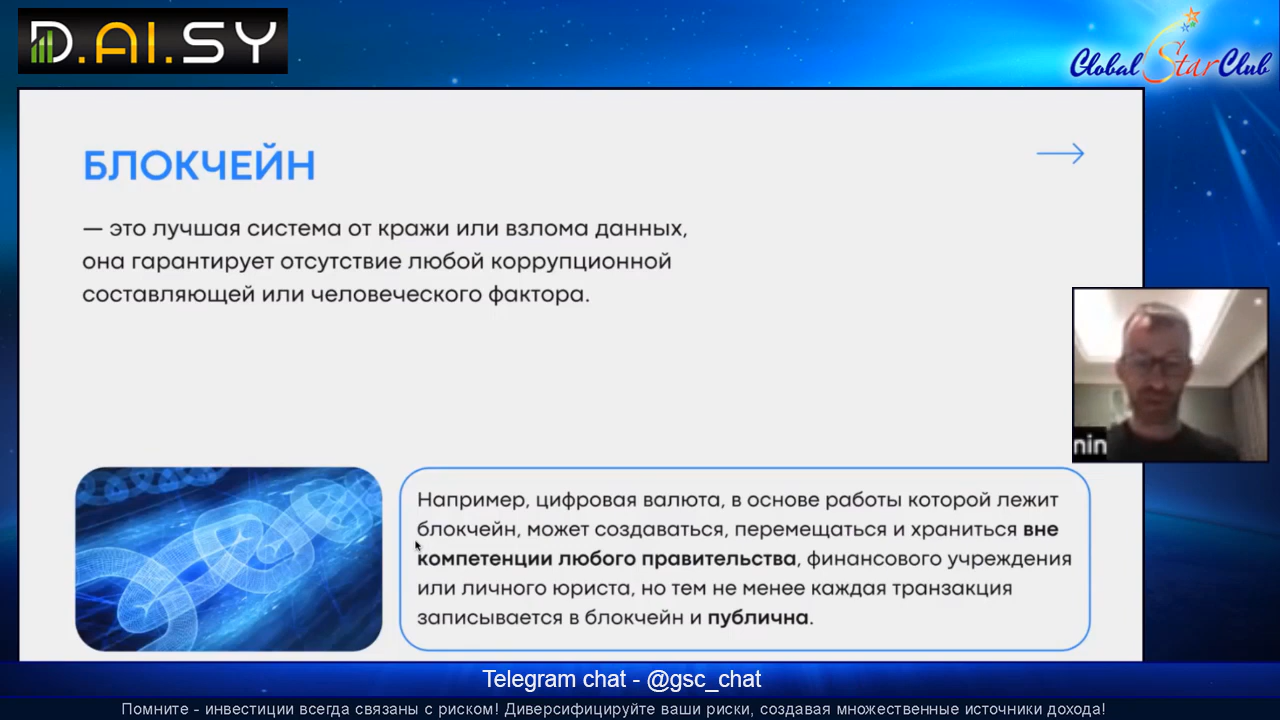 D.AI.SY
Global Star Club
БЛОКЧЕЙН
— это лучшая система от кражи или взлома данных,
она гарантирует отсутствие любой коррупционной
составляющей или человеческого фактора.
nin
Например, цифровая валюта, в основе работы которой лежит
блокчейн, может создаваться, перемещаться и храниться вне
компетенции любого правительства, финансового учреждения
или личного юриста, но тем не менее каждая транзакция
записывается в блокчейн и публична.
Telegram chat - @gsc_chat
Помните - инвестиции всегда связаны с риском! Диверсифицируйте ваши риски, создавая множественные источники дохода!